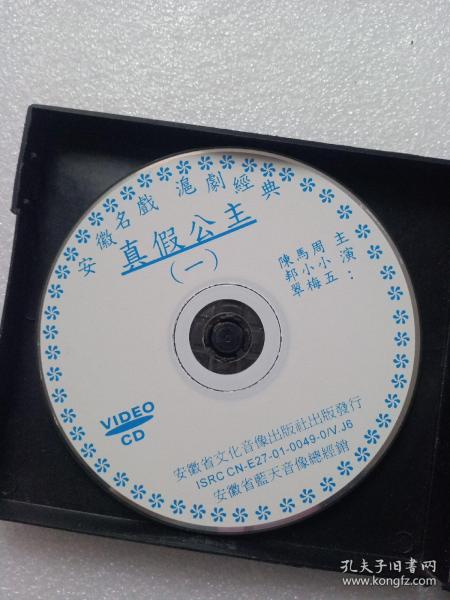 安徽名戲 滬劇經典
真假公主
(一)
主演：
周小五
馬小梅
陳邦翠
VIDEO
CD
安徽省文化音像出版社出版發行
ISRC CN-E27-01-0049-0/V.J6
安徽省藍天音像總經銷
孔夫子旧书网
www.kongfz.com